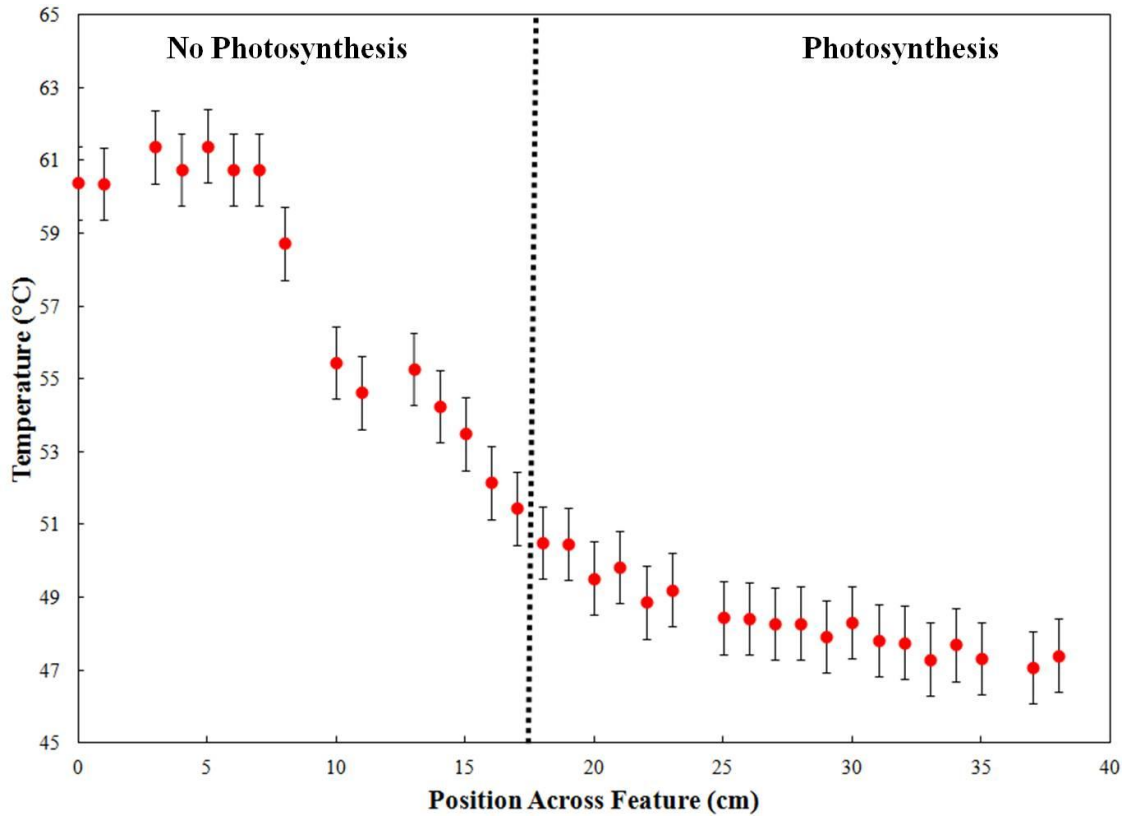 No Photosynthesis
Photosynthesis
65
63
61
59
57
55
53
51
49
47
45
Temperature (°C)
0 5 10 15 20 25 30 35 40
Position Across Feature (cm)